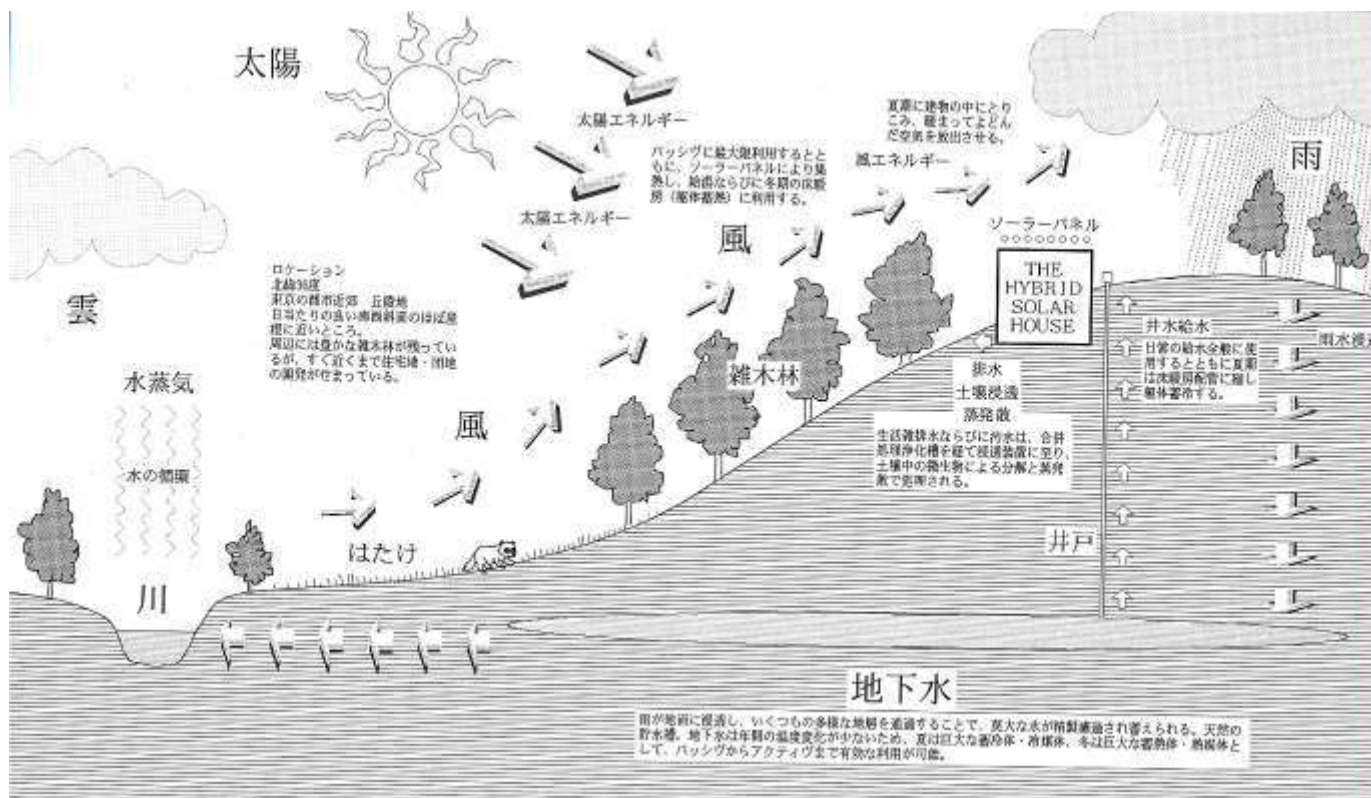 太陽
太陽エネルギー
夏期に建物の中にとり
こみ、暖まってよどん
だ空気を放出させる。
雨
パッシヴに最大限利用するとと
もに、ソーラーパネルにより集
熱し、給湯ならびに冬期の床暖
房(躯体蓄熱)に利用する。
風エネルギー
太陽エネルギー
ソーラーパネル
風
THE
HYBRID
SOLAR
HOUSE
ロケーション
北緯36度
東京の都市近郊 丘陵地
日当たりの良い南西斜面のほぼ屋
根に近いところ。
周辺には豊かな雑木林が残ってい
るが、すぐ近くまで住宅地・団地
の開発がせまっている。
雲
井水給水
雨水浸透
日常の給水全般に使
用するとともに夏期
は床暖房配管に廻し
躯体蓄冷する。
水蒸気
雑木林
排水
土壌浸透
蒸発散
風
生活雑排水ならびに汚水は、合併
処理浄化槽を経て浸透装置に至り、
土壌中の微生物による分解と蒸発
散で処理される。
水の循環
井戸
はたけ
川
地下水
雨が地面に浸透し、いくつもの多様な地層を通過することで、莫大な水が精製濾過され蓄えられる。天然の
貯水槽。地下水は年間の温度変化が少ないため、夏は巨大な蓄冷体・冷媒体、冬は巨大な蓄熱体・熱媒体と
して、パッシヴからアクティヴまで有効な利用が可能。